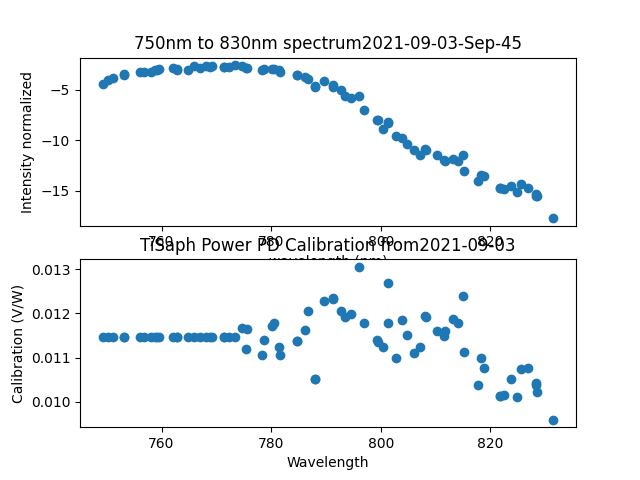 750nm to 830nm spectrum2021-09-03-Sep-45
Intensity normalized
−5
−10
−15
760
780
800
820
wavelength (nm)
TiSaph Power PD Calibration from2021-09-03
Calibration (V/W)
0.013
0.012
0.011
0.010
760
780
800
820
Wavelength